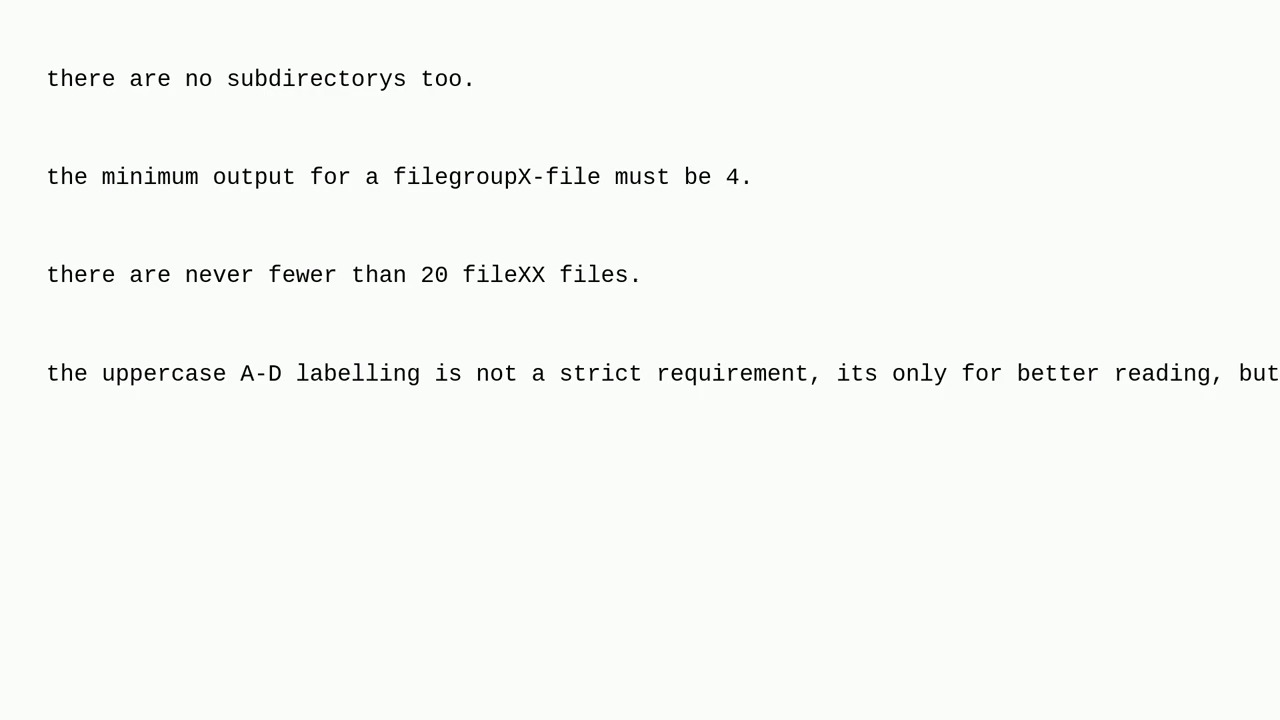 there are no subdirectorys too.
the minimum output for a filegroupX-file must be 4.
there are never fewer than 20 fileXX files.
the uppercase A-D labelling is not a strict requirement, its only for better reading, but